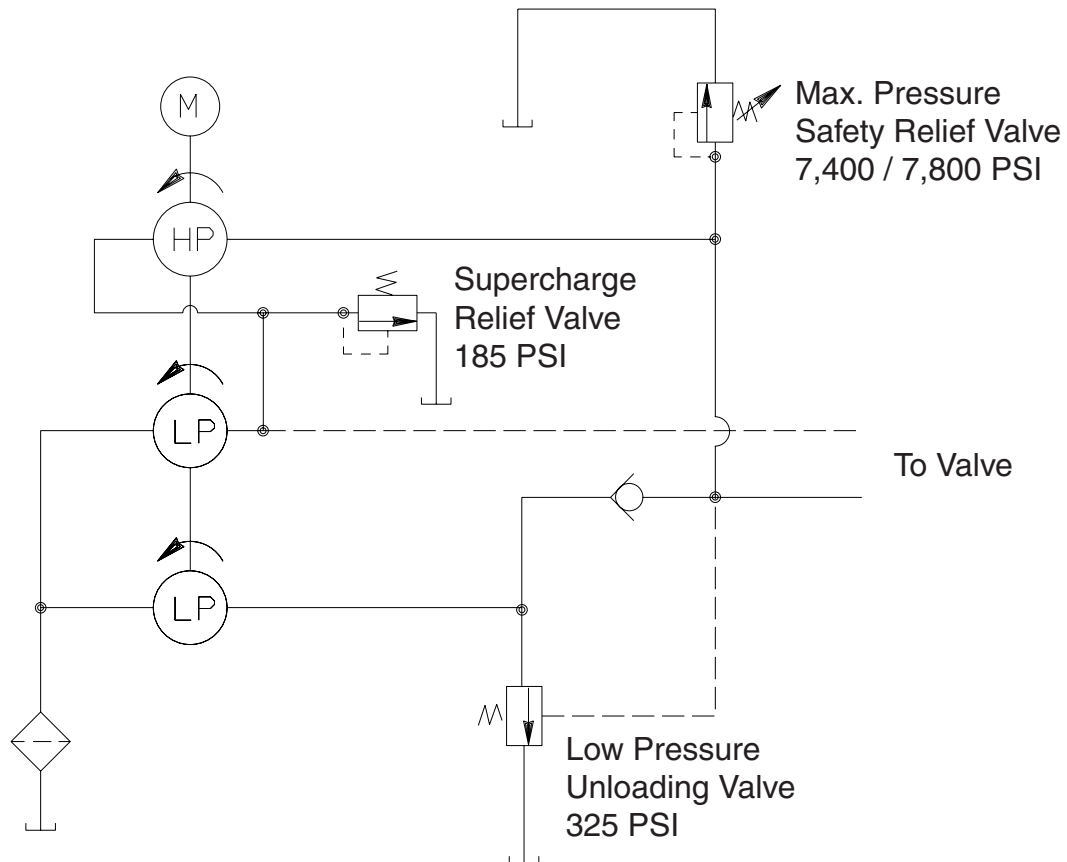 M
Max. Pressure
Safety Relief Valve
7,400 / 7,800 PSI
HP
Supercharge
Relief Valve
185 PSI
LP
To Valve
LP
Low Pressure
Unloading Valve
325 PSI